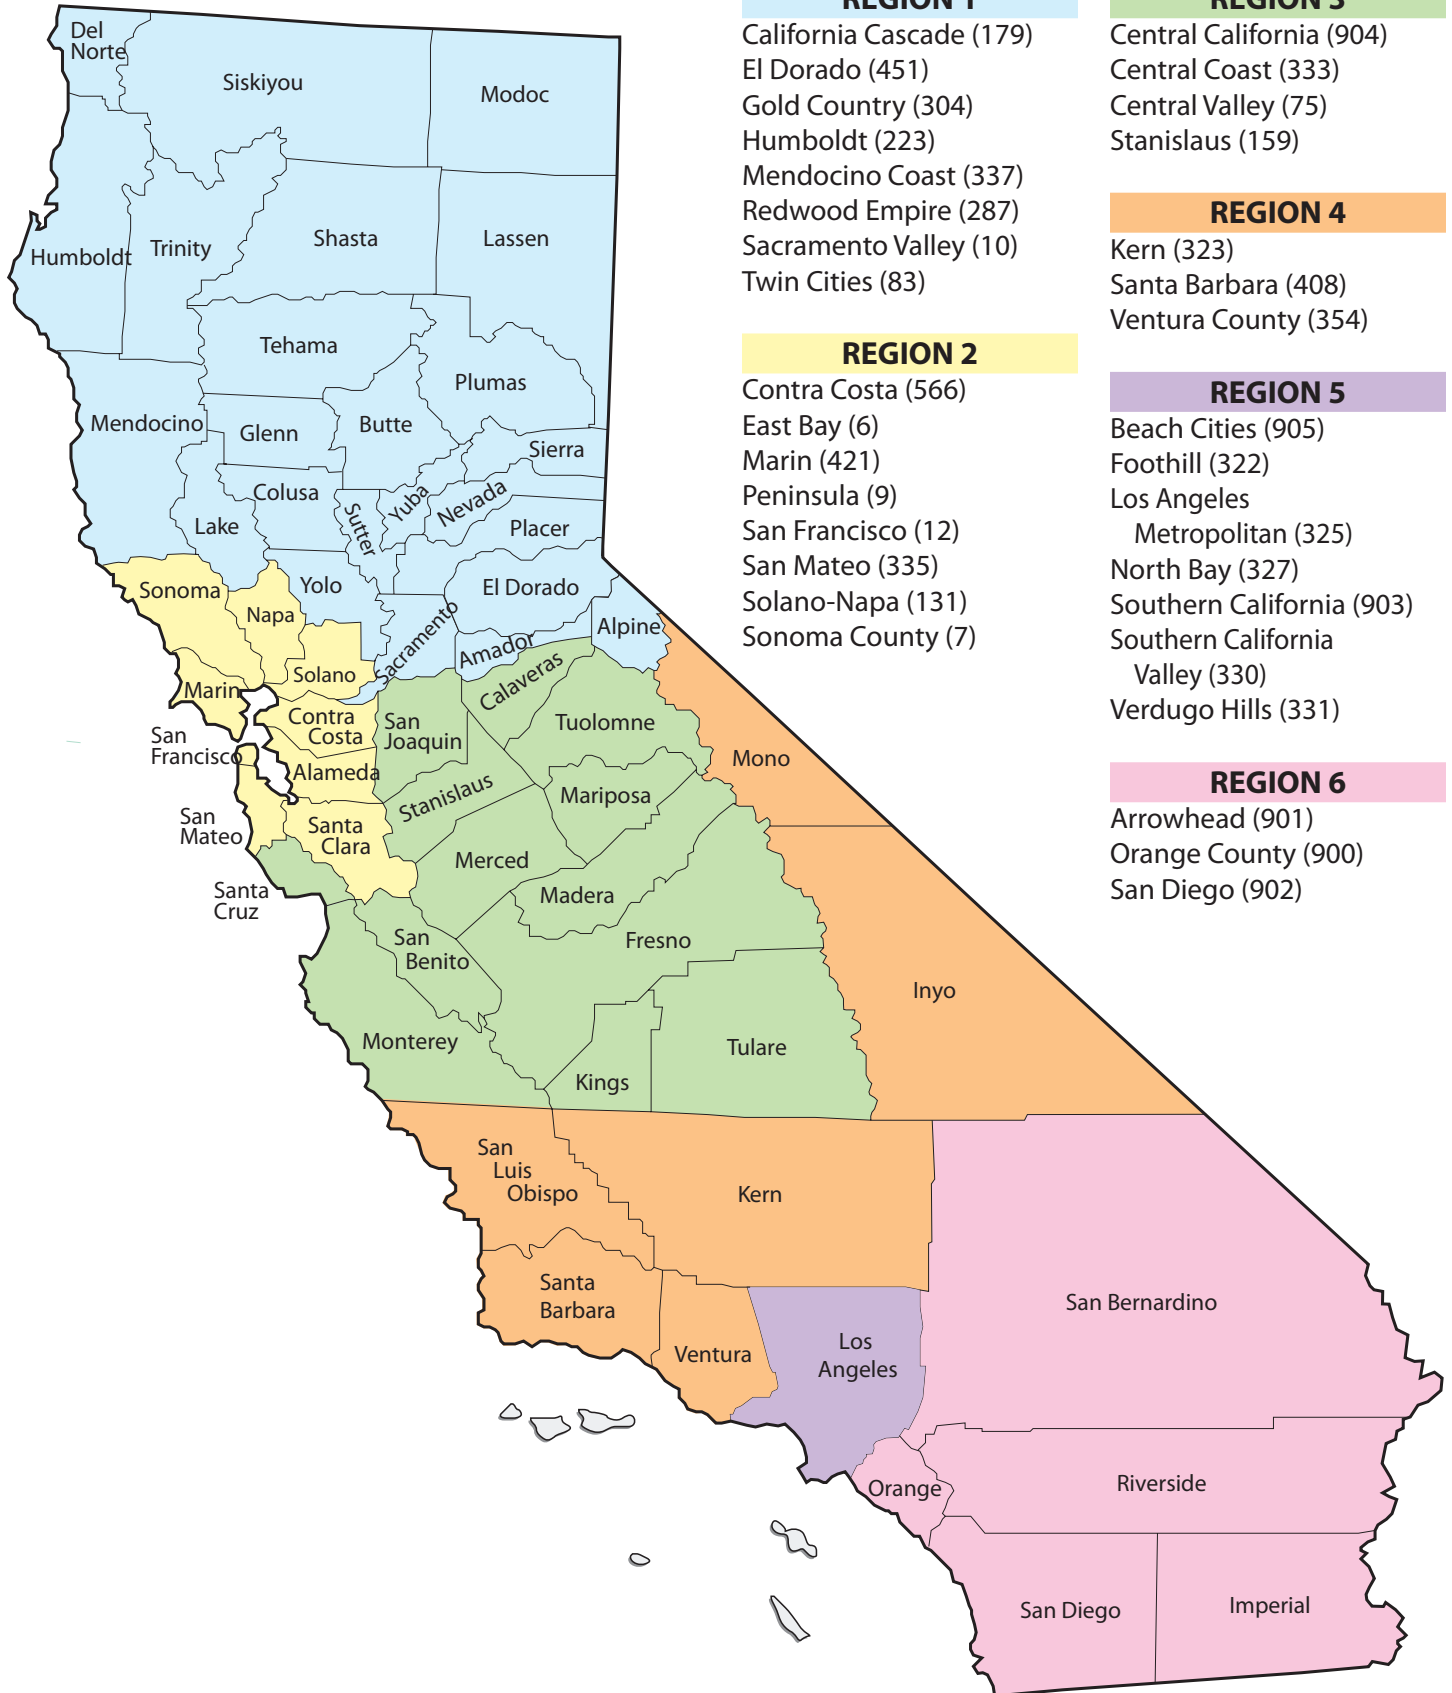 Del
Norte
Siskiyou
Modoc
Humboldt
Trinity
Shasta
Lassen
Tehama
Plumas
Mendocino
Glenn
Butte
Sierra
Colusa
Lake
Sutter
Yuba
Nevada
Placer
Sonoma
Napa
Yolo
El Dorado
Sacramento
Amador
Alpine
Solano
Marin
Calaveras
Contra
Costa
San
Joaquin
Tuolomne
San
Francisco
Alameda
Mono
Stanislaus
Mariposa
San
Mateo
Santa
Clara
Merced
Madera
Santa
Cruz
San
Benito
Fresno
Inyo
Monterey
Tulare
Kings
San
Luis
Obispo
Kern
Santa
Barbara
Ventura
Los
Angeles
San Bernardino
Orange
Riverside
San Diego
Imperial
REGION 1
California Cascade (179)
El Dorado (451)
Gold Country (304)
Humboldt (223)
Mendocino Coast (337)
Redwood Empire (287)
Sacramento Valley (10)
Twin Cities (83)
REGION 2
Contra Costa (566)
East Bay (6)
Marin (421)
Peninsula (9)
San Francisco (12)
San Mateo (335)
Solano-Napa (131)
Sonoma County (7)
REGION 3
Central California (904)
Central Coast (333)
Central Valley (75)
Stanislaus (159)
REGION 4
Kern (323)
Santa Barbara (408)
Ventura County (354)
REGION 5
Beach Cities (905)
Foothill (322)
Los Angeles
Metropolitan (325)
North Bay (327)
Southern California (903)
Southern California
Valley (330)
Verdugo Hills (331)
REGION 6
Arrowhead (901)
Orange County (900)
San Diego (902)